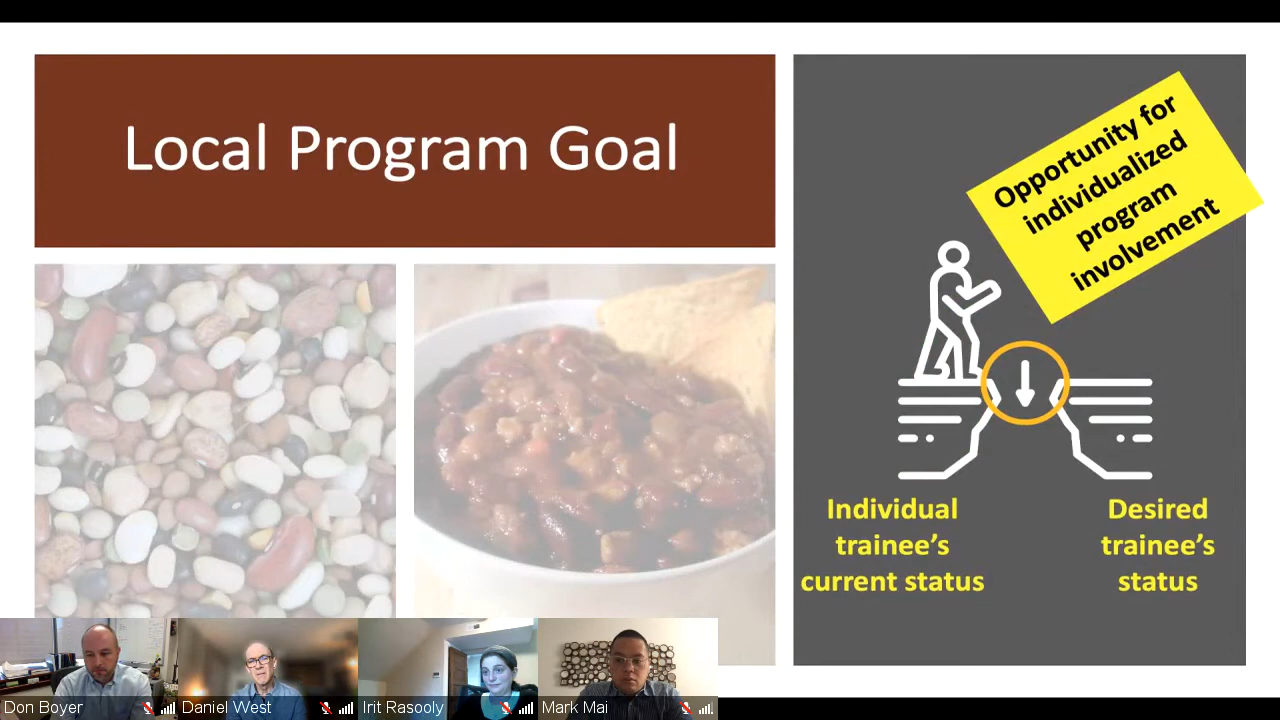 Local Program Goal
Opportunity for
individualized
program
involvement
Individual
trainee's
current status
Desired
trainee's
status
Don Boyer
Daniel West
Irit Rasooly
Mark Mai